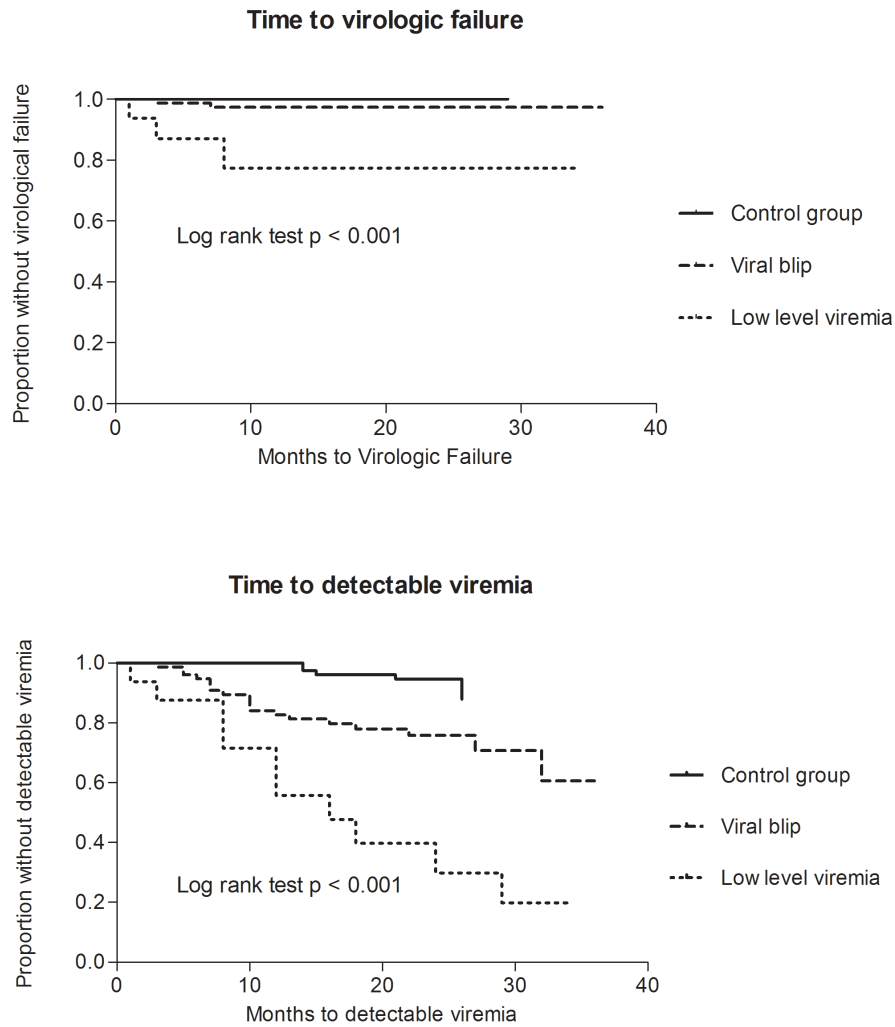 Time to virologic failure
Proportion without virological failure
1.0
0.8
0.6
0.4
0.2
0.0
Log rank test p < 0.001
0 10 20 30 40
Months to Virologic Failure
Control group
Viral blip
Low level viremia
Time to detectable viremia
Proportion without detectable viremia
1.0
0.8
0.6
0.4
0.2
0.0
Log rank test p < 0.001
0 10 20 30 40
Months to detectable viremia
Control group
Viral blip
Low level viremia